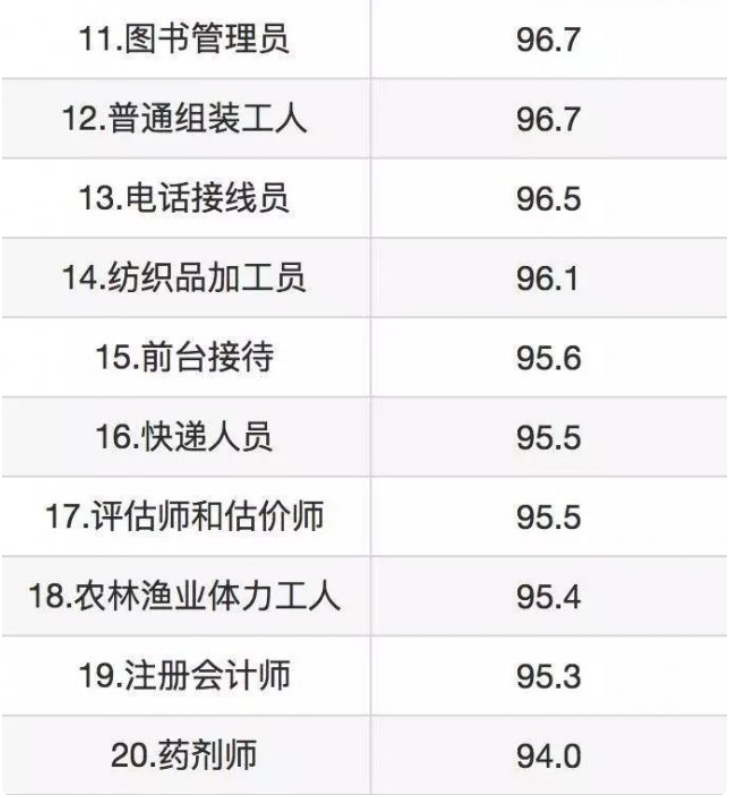 11.图书管理员 96.7
12.普通组装工人 96.7
13.电话接线员 96.5
14.纺织品加工员 96.1
15.前台接待 95.6
16.快递人员 95.5
17.评估师和估价师 95.5
18.农林渔业体力工人 95.4
19.注册会计师 95.3
20.药剂师 94.0